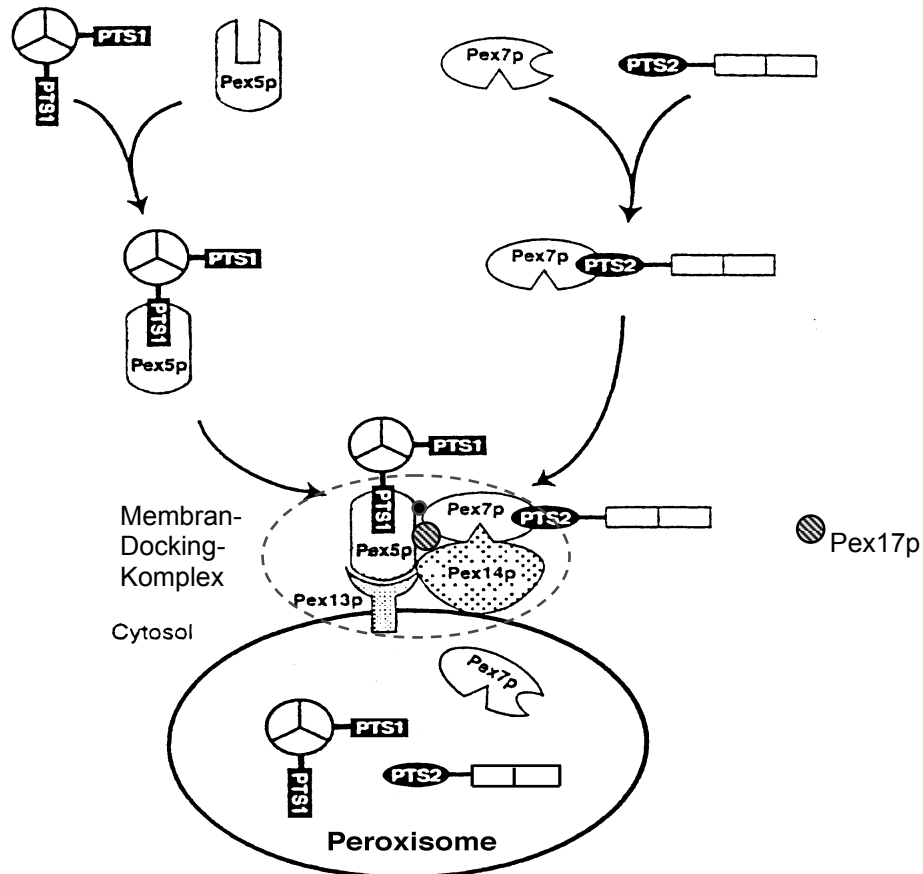 PTS1
PTS1
Pex5p
Pex7p
PTS2
PTS1
PTS1
Pex5p
Pex7p
PTS2
PTS1
PTS1
Pex5p
Pex7p
PTS2
Pex14p
Pex13p
Membran-
Docking-
Komplex
Pex17p
Cytosol
Pex7p
PTS1
PTS1
PTS2
Peroxisome